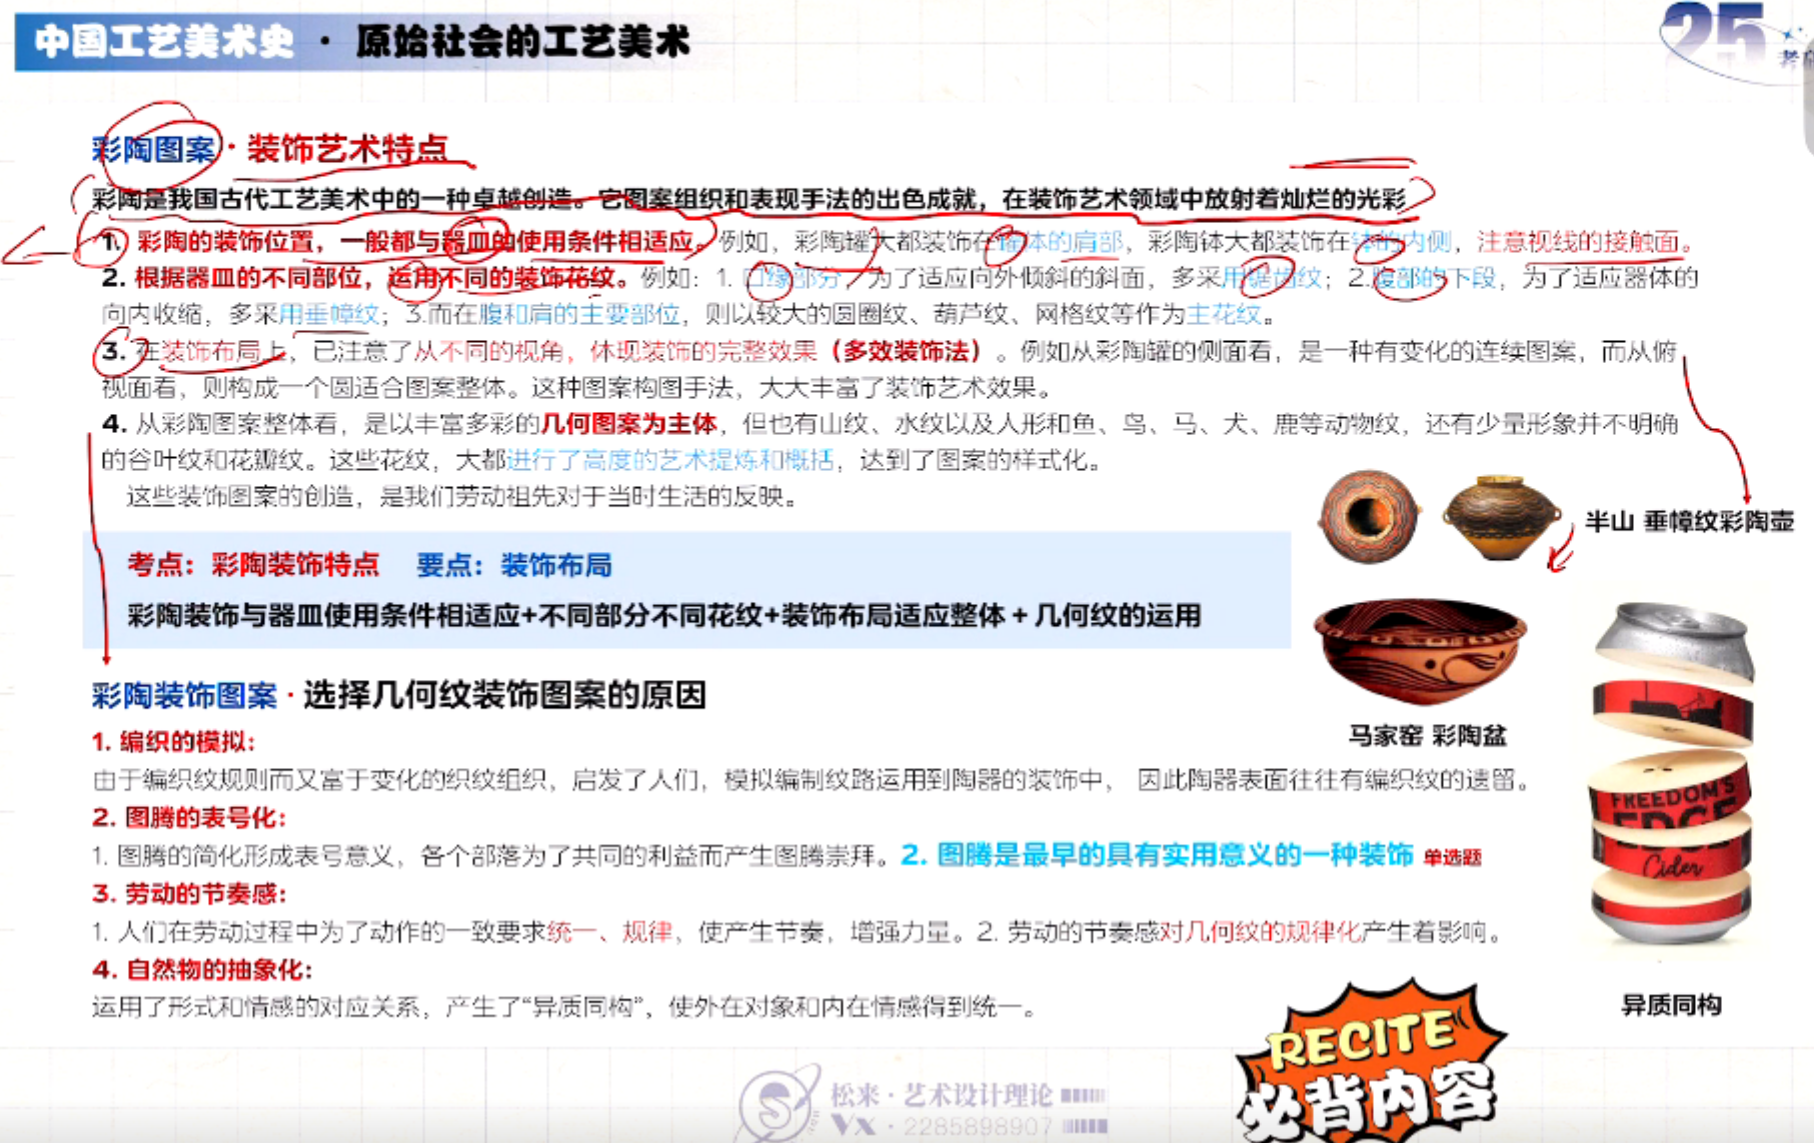 中国工艺美术史 · 原始社会的工艺美术
25
彩陶图案 · 装饰艺术特点
彩陶是我国古代工艺美术中的一种卓越创造。它图案组织和表现手法的出色成就，在装饰艺术领域中放射着灿烂的光彩
1. 彩陶的装饰位置，一般都与器皿的使用条件相适应。例如，彩陶罐大都装饰在罐体的肩部，彩陶钵大都装饰在钵的内侧，注意视线的接触面。
2. 根据器皿的不同部位，运用不同的装饰花纹。例如：1. 口缘部分，为了适应向外倾斜的斜面，多采用锯齿纹；2.腹部的下段，为了适应器体的
向内收缩，多采用垂幛纹；3.而在腹和肩的主要部位，则以较大的圆圈纹、葫芦纹、网格纹等作为主花纹。
3. 在装饰布局上，已注意了从不同的视角，体现装饰的完整效果（多效装饰法）。例如从彩陶罐的侧面看，是一种有变化的连续图案，而从俯
视面看，则构成一个圆适合图案整体。这种图案构图手法，大大丰富了装饰艺术效果。
4. 从彩陶图案整体看，是以丰富多彩的几何图案为主体，但也有山纹、水纹以及人形和鱼、鸟、马、犬、鹿等动物纹，还有少量形象并不明确
的谷叶纹和花瓣纹。这些花纹，大都进行了高度的艺术提炼和概括，达到了图案的样式化。
这些装饰图案的创造，是我们劳动祖先对于当时生活的反映。
半山 垂幛纹彩陶壶
考点：彩陶装饰特点 要点：装饰布局
彩陶装饰与器皿使用条件相适应+不同部分不同花纹+装饰布局适应整体 + 几何纹的运用
马家窑 彩陶盆
彩陶装饰图案 · 选择几何纹装饰图案的原因
1. 编织的模拟:
由于编织纹规则而又富于变化的织纹组织，启发了人们，模拟编制纹路运用到陶器的装饰中， 因此陶器表面往往有编织纹的遗留。
2. 图腾的表号化:
1. 图腾的简化形成表号意义，各个部落为了共同的利益而产生图腾崇拜。2. 图腾是最早的具有实用意义的一种装饰 单选题
3. 劳动的节奏感:
1. 人们在劳动过程中为了动作的一致要求统一、规律，使产生节奏，增强力量。2. 劳动的节奏感对几何纹的规律化产生着影响。
4. 自然物的抽象化:
运用了形式和情感的对应关系，产生了“异质同构”，使外在对象和内在情感得到统一。
FREEDOM'S
EDGE
Cider
异质同构
RECITE
必背内容
松来 · 艺术设计理论
VX · 2285898907